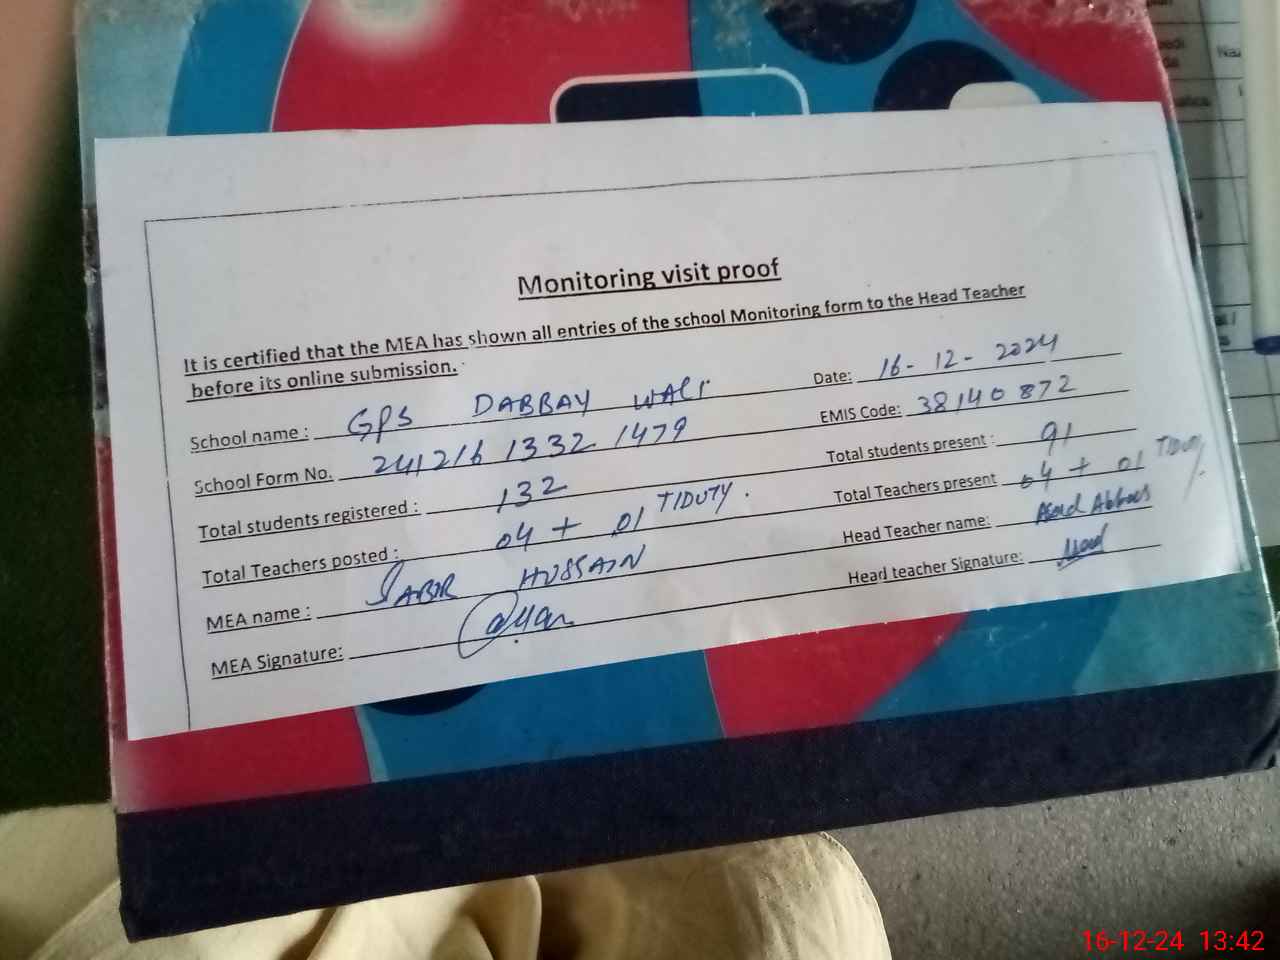 Monitoring visit proof
It is certified that the MEA has shown all entries of the school Monitoring form to the Head Teacher
before its online submission.
School name : GPS DABBAY WALI Date: 16-12-2024
School Form No. 241216 1332 1479 EMIS Code: 38140872
Total students registered : 132 Total students present : 91
Total Teachers posted : 04 + 01 T/DUTY. Total Teachers present 04 + 01 T/Duty
MEA name : SABIR HUSSAIN Head Teacher name: Asad Abbas
MEA Signature: Head teacher Signature:
16-12-24 13:42